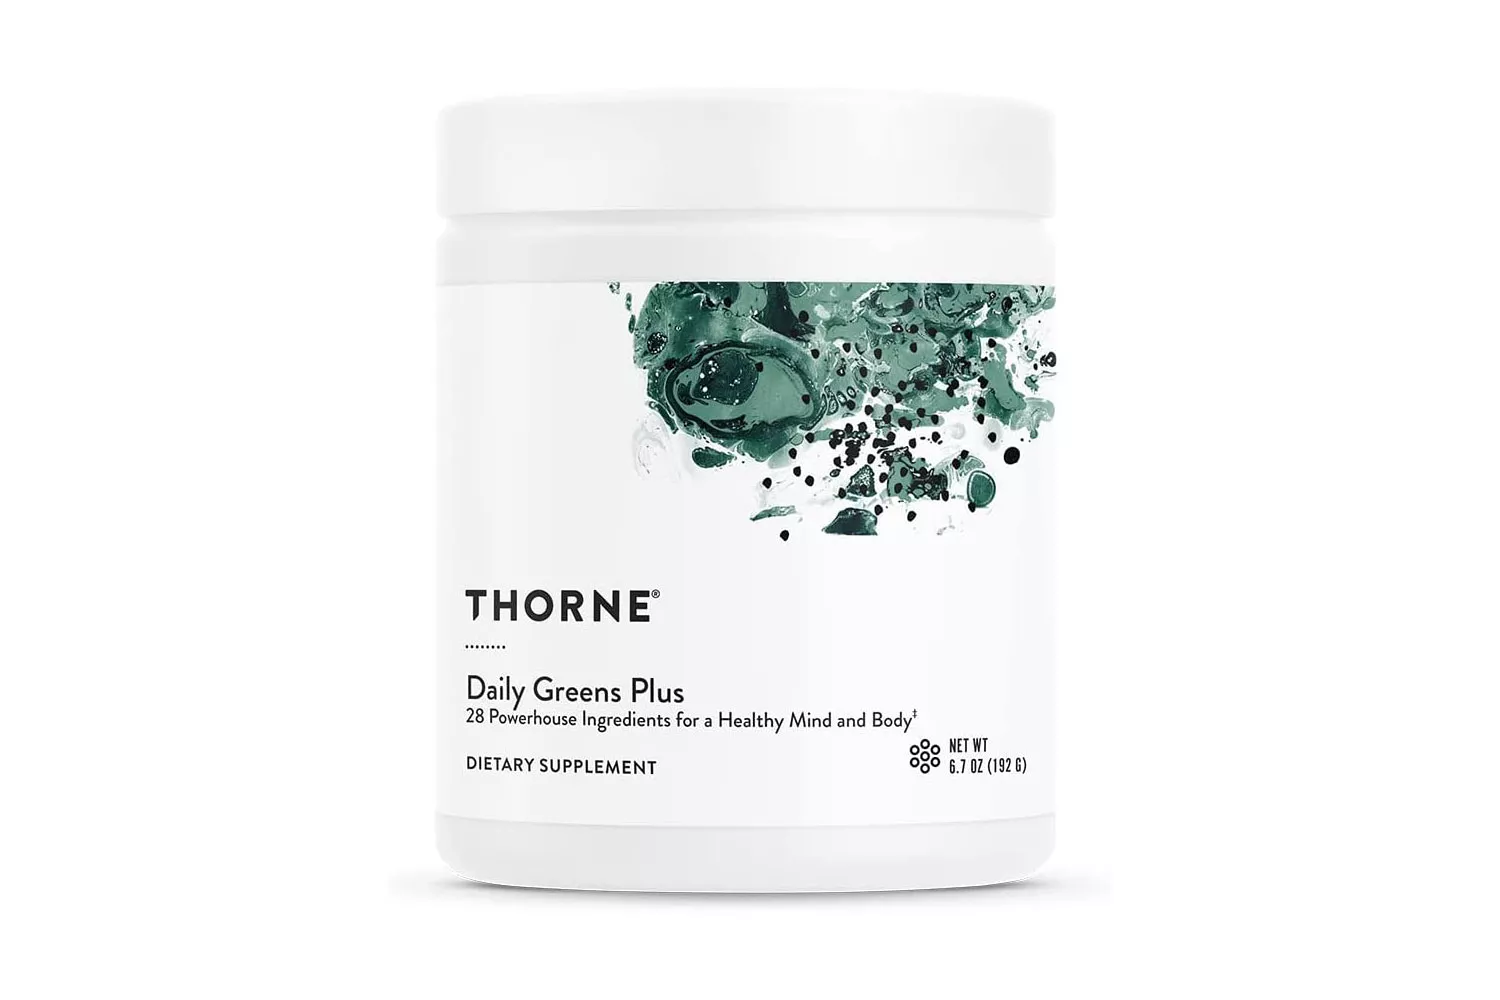 THORNE®
Daily Greens Plus
28 Powerhouse Ingredients for a Healthy Mind and Body‡
DIETARY SUPPLEMENT
NET WT
6.7 OZ (192 G)